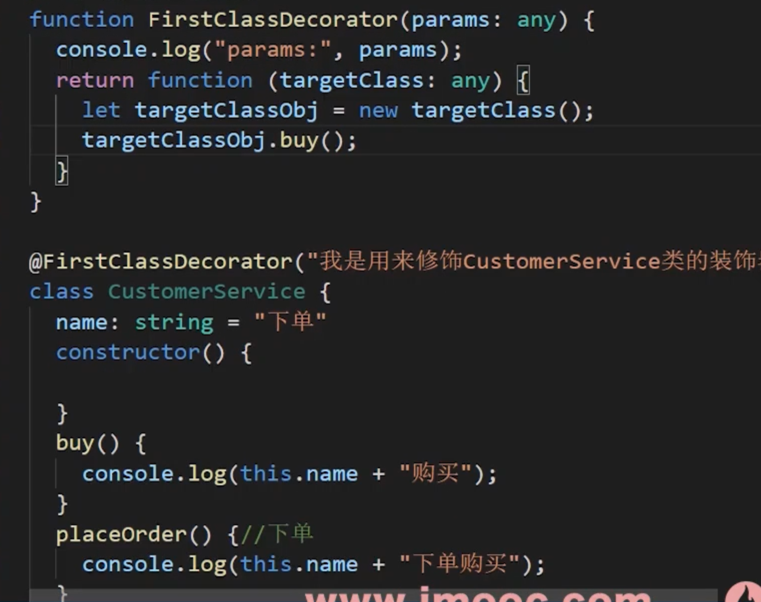 function FirstClassDecorator(params: any) {
console.log("params:", params);
return function (targetClass: any) {
let targetClassObj = new targetClass();
targetClassObj.buy();
}
}
@FirstClassDecorator("我是用来修饰CustomerService类的装饰
class CustomerService {
name: string = "下单"
constructor() {
}
buy() {
console.log(this.name + "购买");
}
placeOrder() {//下单
console.log(this.name + "下单购买");
}
www.imooc.com